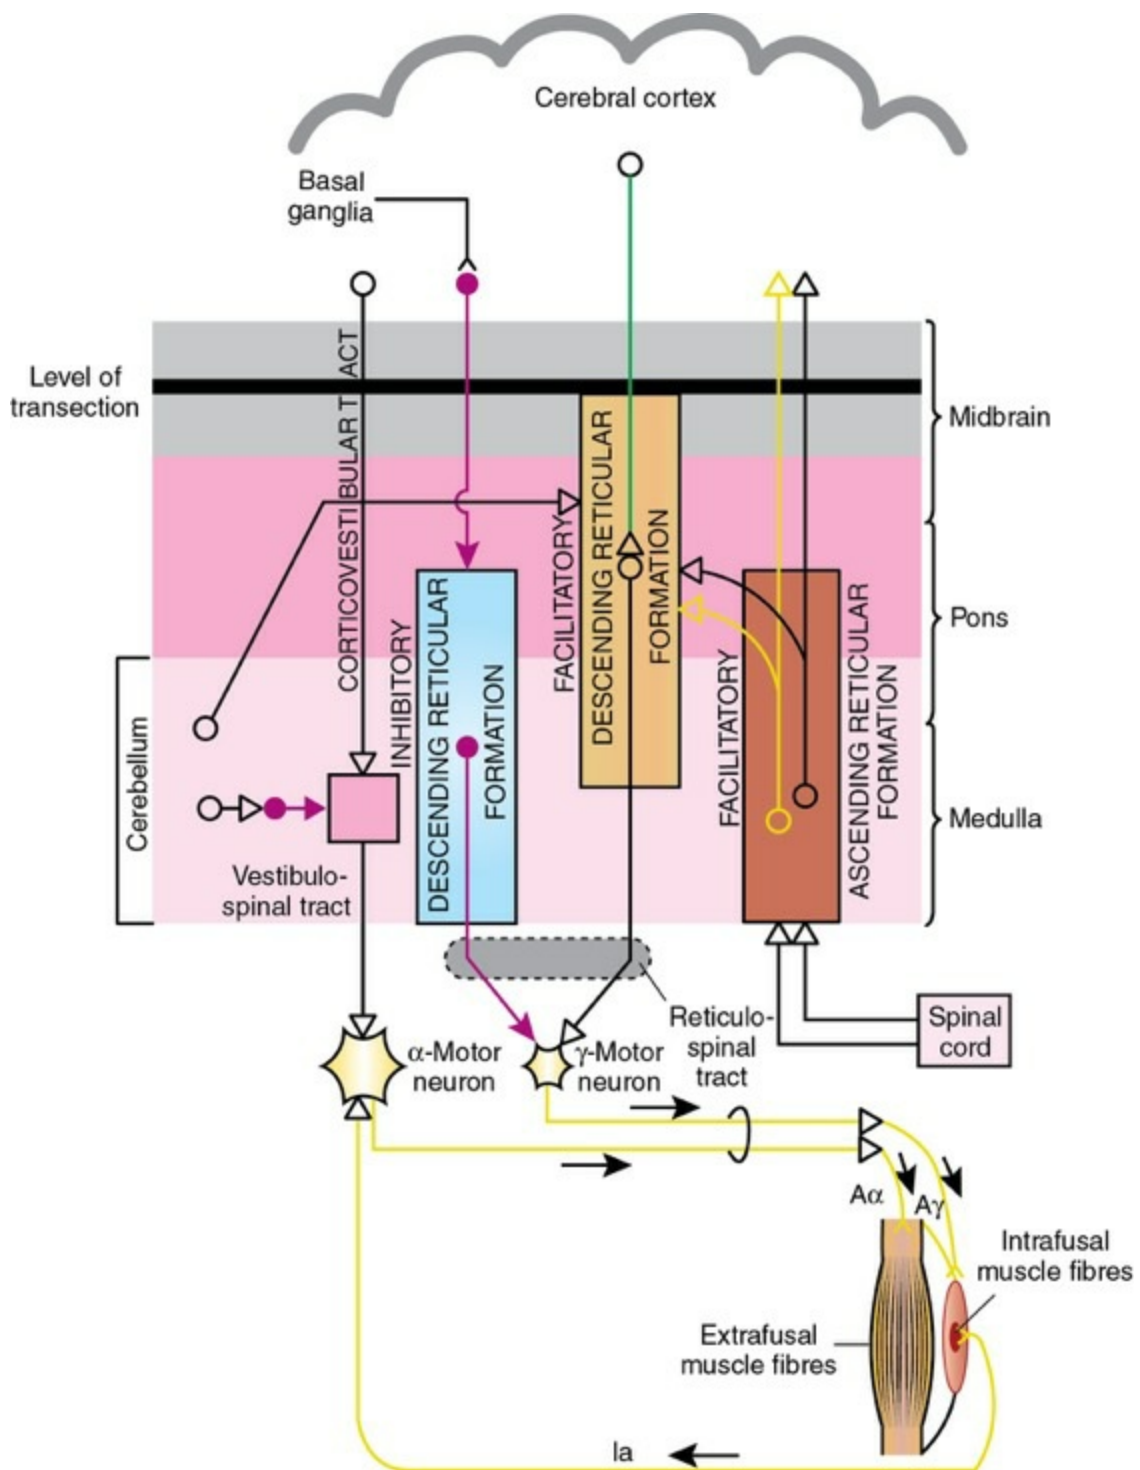 Cerebral cortex
Basal
ganglia
Level of
transection
CORTICOVESTIBULAR T ACT
INHIBITORY
DESCENDING RETICULAR
FORMATION
FACILITATORY
DESCENDING RETICULAR
FORMATION
FACILITATORY
ASCENDING RETICULAR
FORMATION
Midbrain
Pons
Medulla
Cerebellum
Vestibulo-
spinal tract
Reticulo-
spinal
tract
Spinal
cord
α-Motor
neuron
γ-Motor
neuron
Aα
Aγ
Intrafusal
muscle fibres
Extrafusal
muscle fibres
Ia